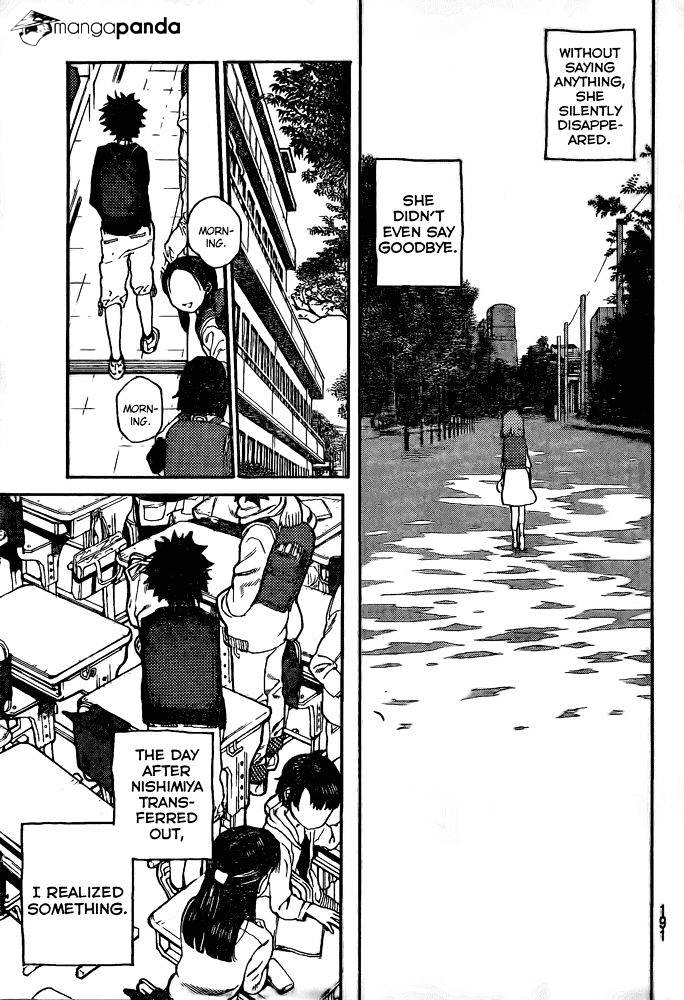 mangapanda
WITHOUT
SAYING
ANYTHING,
SHE
SILENTLY
DISAPPE-
ARED.
SHE
DIDN'T
EVEN SAY
GOODBYE.
MORN-
ING.
MORN-
ING.
THE DAY
AFTER
NISHIMIYA
TRANS-
FERRED
OUT,
I REALIZED
SOMETHING.
191